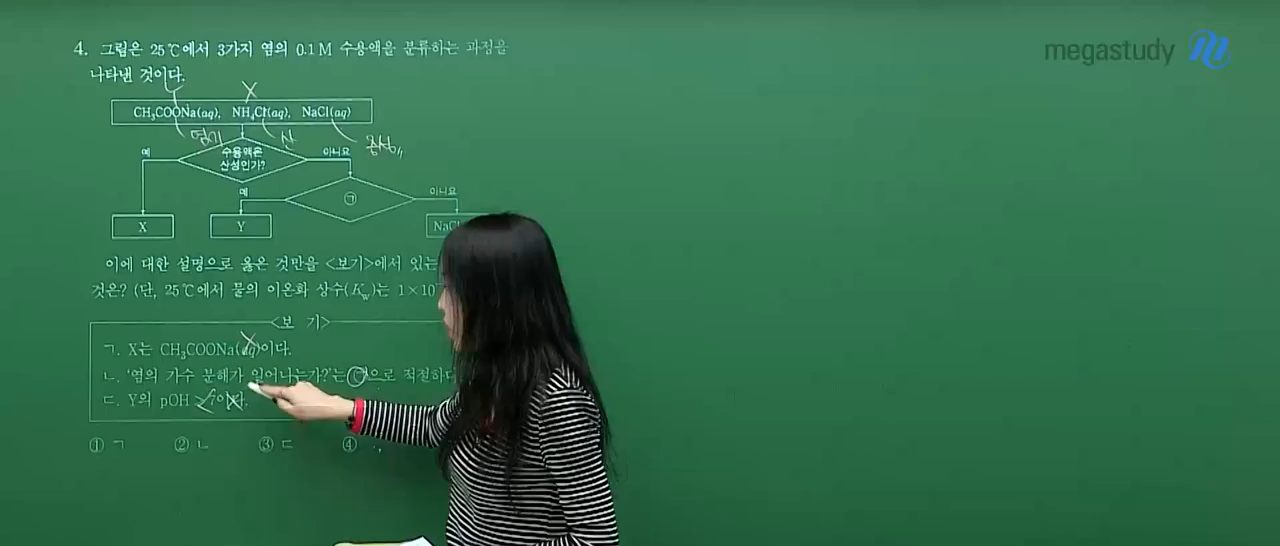 megastudy
4. 그림은 25℃에서 3가지 염의 0.1 M 수용액을 분류하는 과정을
나타낸 것이다.
X
CH₃COONa(aq), NH₄Cl(aq), NaCl(aq)
염기 산 중성
수용액은
산성인가?
예 아니요
㉠
예 아니요
X Y NaCl
이에 대한 설명으로 옳은 것만을 <보기>에서 있는
것은? (단, 25℃에서 물의 이온화 상수(Kw)는 1×10
<보 기>
ㄱ. X는 CH₃COONa(aq)이다.
ㄴ. '염의 가수 분해가 일어나는가?'는 으로 적절하다
ㄷ. Y의 pOH 7이다.
① ㄱ ② ㄴ ③ ㄷ ④